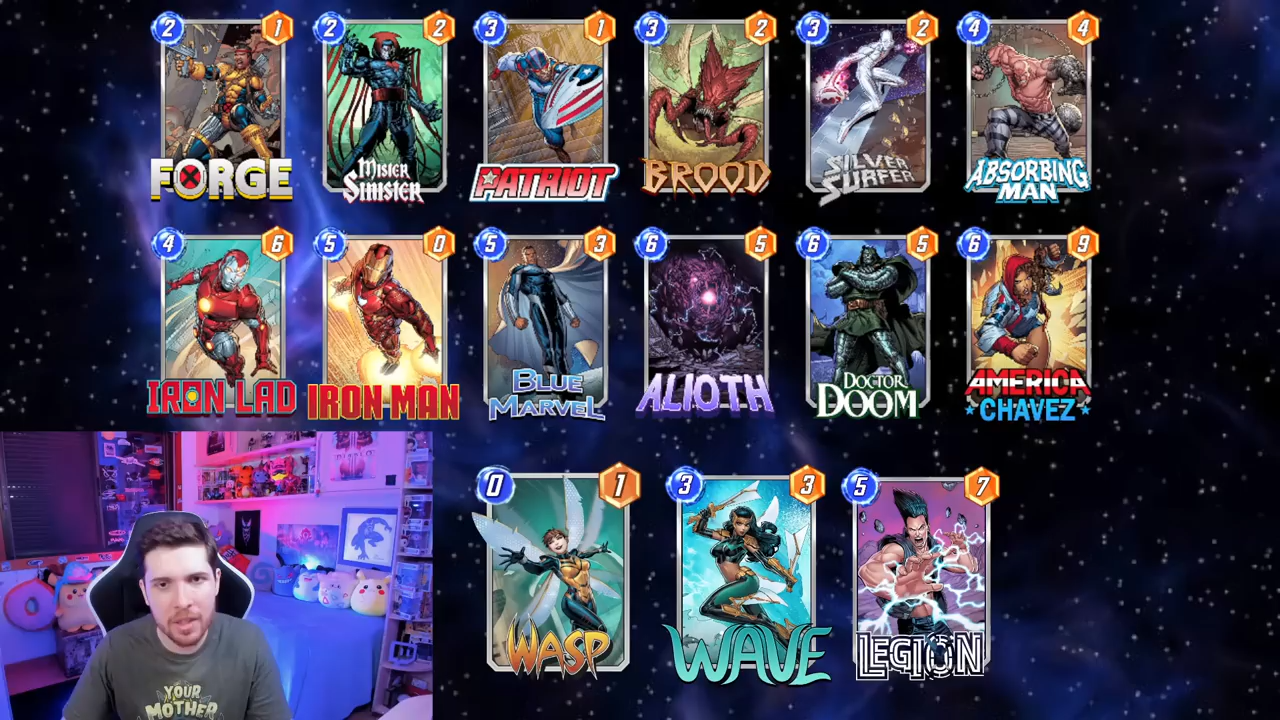 2 1 2 2 3 1 3 2 3 2 4 4
FORGE MISTER SINISTER PATRIOT BROOD SILVER SURFER ABSORBING MAN
4 6 5 0 5 3 6 5 6 5 6 9
IRON LAD IRON MAN BLUE MARVEL ALIOTH DOCTOR DOOM AMERICA CHAVEZ
0 1 3 3 5 7
WASP WAVE LEGION
YOUR
MOTHER